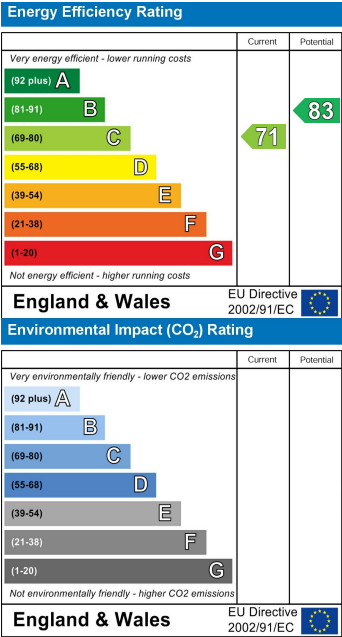 Energy Efficiency Rating
Current Potential
Very energy efficient - lower running costs
(92 plus) A
(81-91) B 83
(69-80) C 71
(55-68) D
(39-54) E
(21-38) F
(1-20) G
Not energy efficient - higher running costs
England & Wales EU Directive 2002/91/EC
Environmental Impact (CO2) Rating
Current Potential
Very environmentally friendly - lower CO2 emissions
(92 plus) A
(81-91) B
(69-80) C
(55-68) D
(39-54) E
(21-38) F
(1-20) G
Not environmentally friendly - higher CO2 emissions
England & Wales EU Directive 2002/91/EC